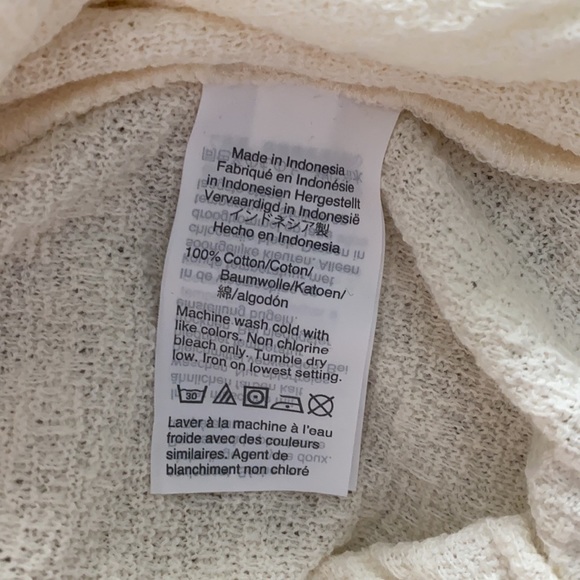 Made in Indonesia
Fabriqué en Indonésie
in Indonesien Hergestellt
Vervaardigd in Indonesië
インドネシア製
Hecho en Indonesia
100% Cotton/Coton/
Baumwolle/Katoen/
綿/algodón
Machine wash cold with
like colors. Non chlorine
bleach only. Tumble dry
low. Iron on lowest setting.
30
Laver à la machine à l'eau
froide avec des couleurs
similaires. Agent de
blanchiment non chloré